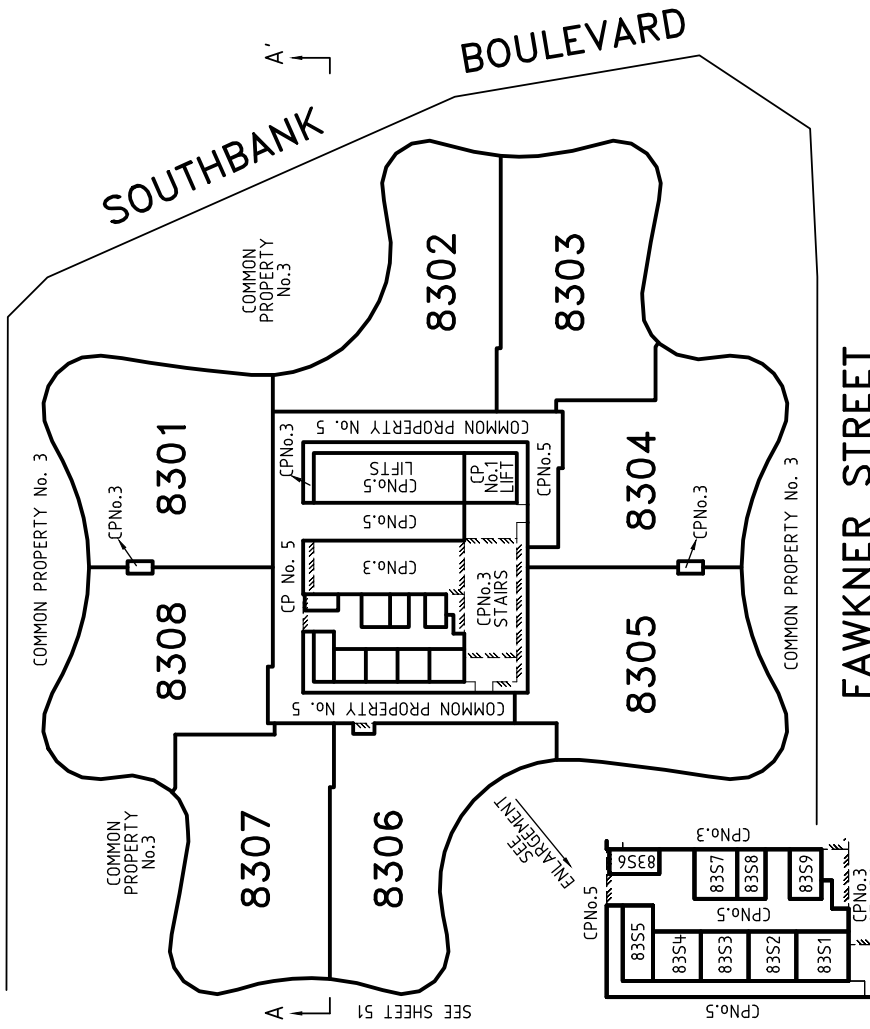 SOUTHBANK
BOULEVARD
A'
COMMON
PROPERTY
No.3
COMMON PROPERTY No. 3
8301
8302
8303
8304
8305
8306
8307
8308
CPNo.3
CPNo.3
COMMON PROPERTY No. 5
CPNo.5
LIFTS
CP
No.1
LIFT
CPNo.5
CPNo.5
CP No. 5
CPNo.3
CPNo.3
STAIRS
COMMON PROPERTY No. 5
CPNo.3
COMMON PROPERTY No. 3
FAWKNER STREET
COMMON
PROPERTY
No.3
SEE
ENLARGEMENT
A
SEE SHEET 51
CPNo.5
83S6
CPNo.3
83S7
83S8
83S9
83S5
CPNo.5
83S4
83S3
83S2
83S1
CPNo.3
CPNo.5